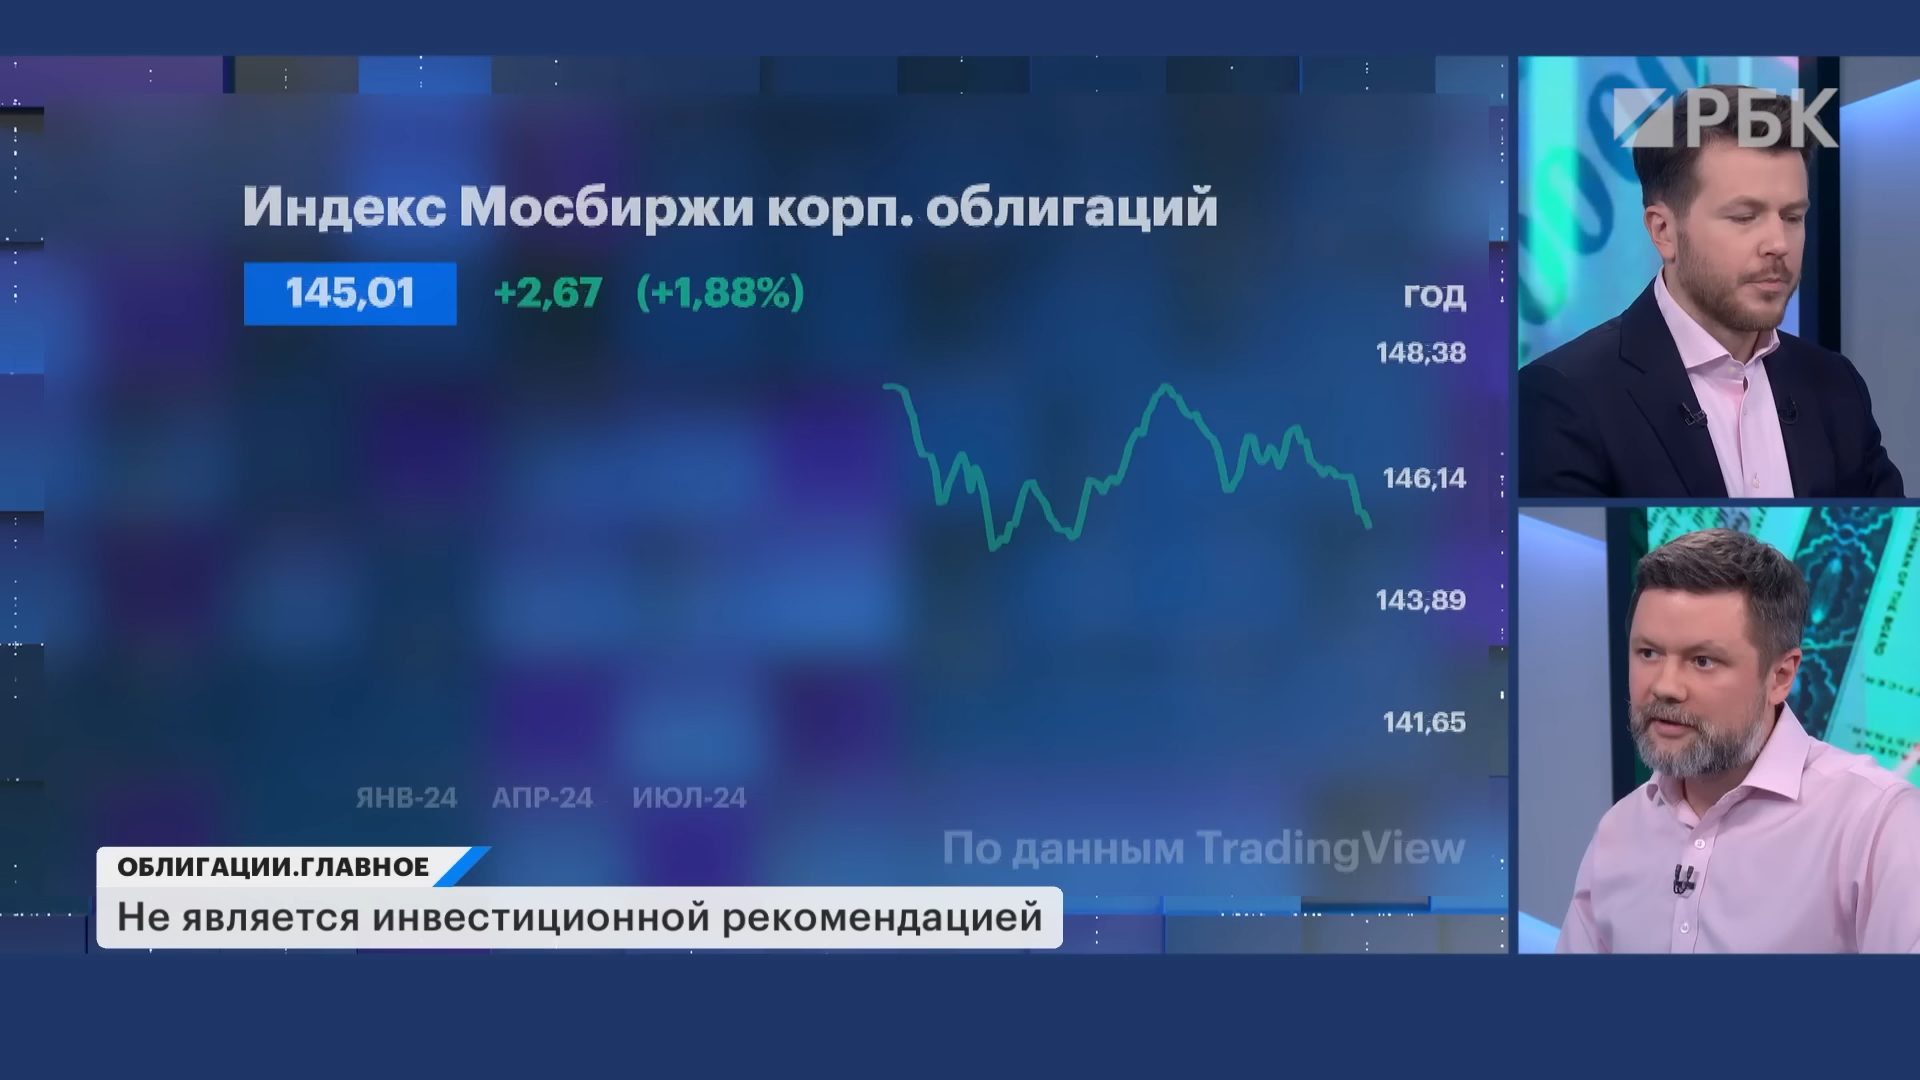 РБК
Индекс Мосбиржи корп. облигаций
145,01 +2,67 (+1,88%)
ГОД
148,38
146,14
143,89
141,65
ЯНВ-24 АПР-24 ИЮЛ-24
По данным TradingView
ОБЛИГАЦИИ.ГЛАВНОЕ
Не является инвестиционной рекомендацией